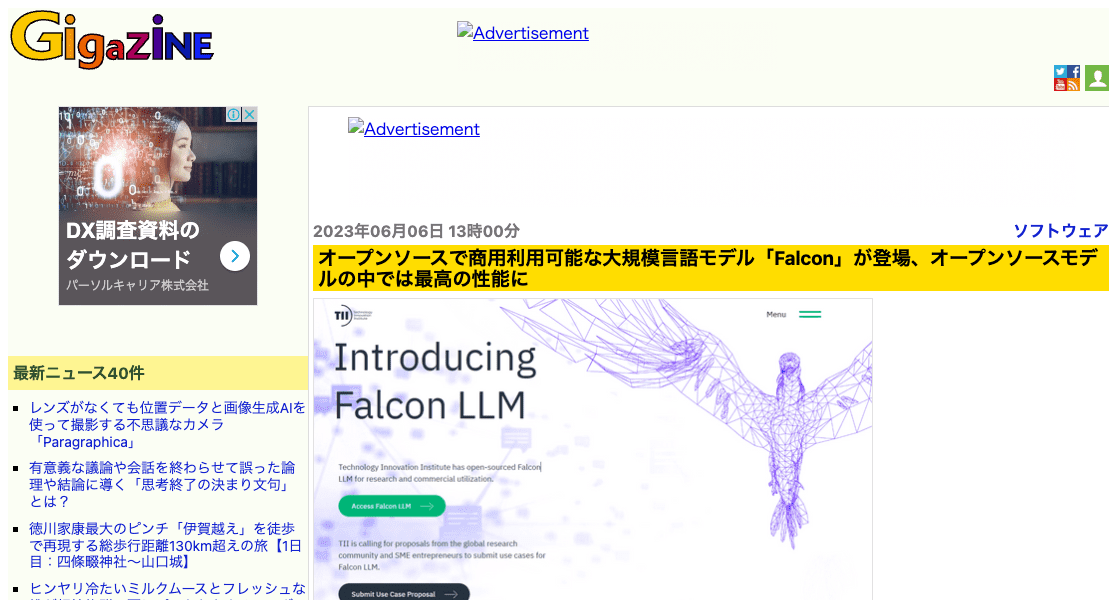 GIGAZINE
Advertisement
DX調査資料の
ダウンロード
パーソルキャリア株式会社
Advertisement
2023年06月06日 13時00分
ソフトウェア
オープンソースで商用利用可能な大規模言語モデル「Falcon」が登場、オープンソースモデ
ルの中では最高の性能に
TII
Technology
Innovation
Institute
Menu
Introducing
Falcon LLM
Technology Innovation Institute has open-sourced Falcon
LLM for research and commercial utilization.
Access Falcon LLM
TII is calling for proposals from the global research
community and SME entrepreneurs to submit use cases for
Falcon LLM.
Submit Use Case Proposal
最新ニュース40件
レンズがなくても位置データと画像生成AIを
使って撮影する不思議なカメラ
「Paragraphica」
有意義な議論や会話を終わらせて誤った論
理や結論に導く「思考終了の決まり文句」
とは？
徳川家康最大のピンチ「伊賀越え」を徒歩
で再現する総歩行距離130km超えの旅【1日
目：四條畷神社～山口城】
ヒンヤリ冷たいミルクムースとフレッシュな